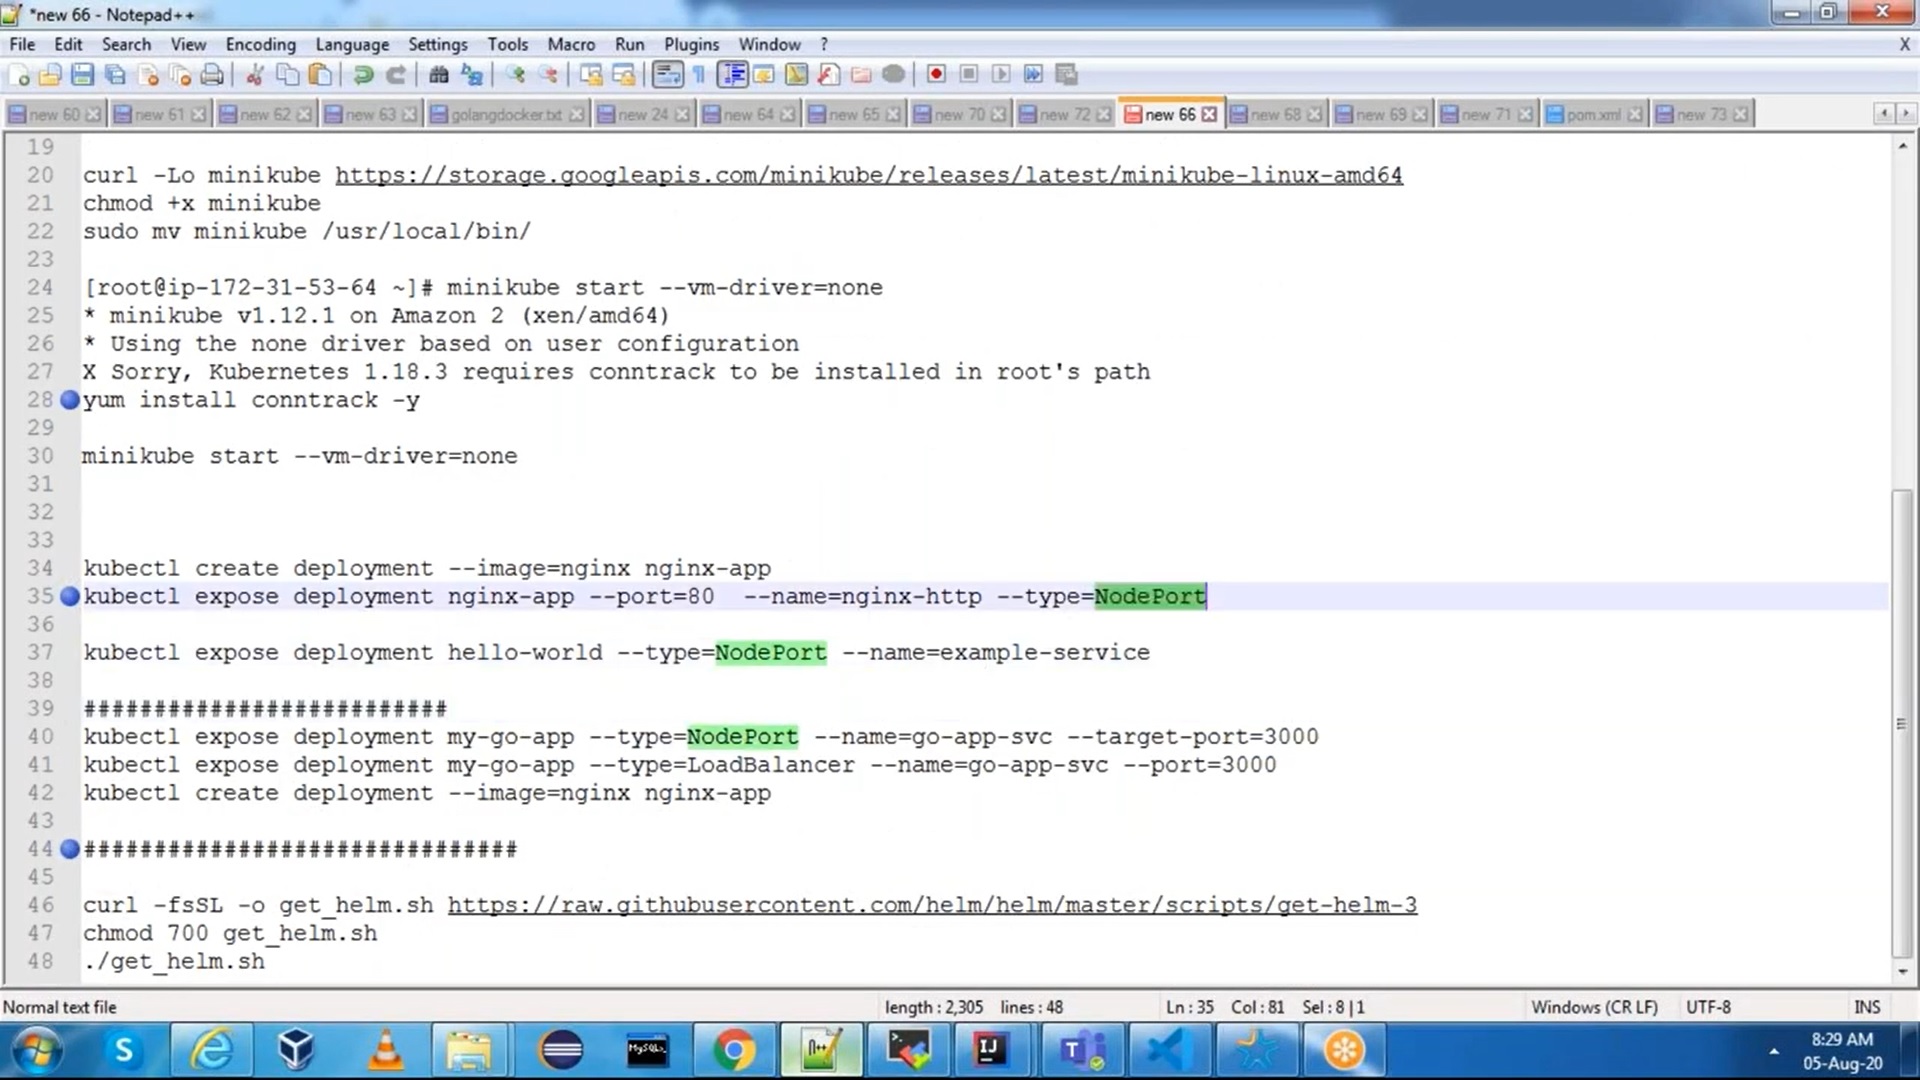 *new 66 - Notepad++
File Edit Search View Encoding Language Settings Tools Macro Run Plugins Window ? X
new 60 new 61 new 62 new 63 golangdocker.txt new 24 new 64 new 65 new 70 new 72 new 66 new 68 new 69 new 71 pom.xml new 73
19
20 curl -Lo minikube https://storage.googleapis.com/minikube/releases/latest/minikube-linux-amd64
21 chmod +x minikube
22 sudo mv minikube /usr/local/bin/
23
24 [root@ip-172-31-53-64 ~]# minikube start --vm-driver=none
25 * minikube v1.12.1 on Amazon 2 (xen/amd64)
26 * Using the none driver based on user configuration
27 X Sorry, Kubernetes 1.18.3 requires conntrack to be installed in root's path
28 yum install conntrack -y
29
30 minikube start --vm-driver=none
31
32
33
34 kubectl create deployment --image=nginx nginx-app
35 kubectl expose deployment nginx-app --port=80  --name=nginx-http --type=NodePort
36
37 kubectl expose deployment hello-world --type=NodePort --name=example-service
38
39 ##########################
40 kubectl expose deployment my-go-app --type=NodePort --name=go-app-svc --target-port=3000
41 kubectl expose deployment my-go-app --type=LoadBalancer --name=go-app-svc --port=3000
42 kubectl create deployment --image=nginx nginx-app
43
44 ###############################
45
46 curl -fsSL -o get_helm.sh https://raw.githubusercontent.com/helm/helm/master/scripts/get-helm-3
47 chmod 700 get_helm.sh
48 ./get_helm.sh
Normal text file length : 2,305 lines : 48 Ln : 35 Col : 81 Sel : 8 | 1 Windows (CR LF) UTF-8 INS
8:29 AM
05-Aug-20